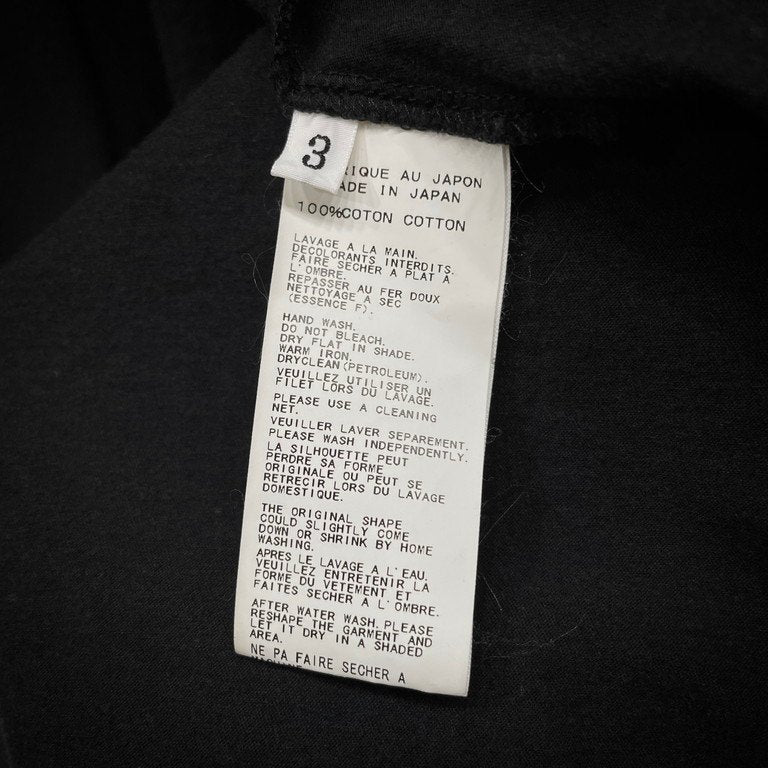 3
IQUE AU JAPON
ADE IN JAPAN
100%COTON COTTON
LAVAGE A LA MAIN.
DECOLORANTS INTERDITS.
FAIRE SECHER A PLAT A
L'OMBRE.
REPASSER AU FER DOUX
NETTOYAGE A SEC
(ESSENCE F).
HAND WASH.
DO NOT BLEACH.
DRY FLAT IN SHADE.
WARM IRON.
DRYCLEAN(PETROLEUM).
VEUILLEZ UTILISER UN
FILET LORS DU LAVAGE.
PLEASE USE A CLEANING
NET.
VEUILLER LAVER SEPAREMENT.
PLEASE WASH INDEPENDENTLY.
LA SILHOUETTE PEUT
PERDRE SA FORME
ORIGINALE OU PEUT SE
RETRECIR LORS DU LAVAGE
DOMESTIQUE.
THE ORIGINAL SHAPE
COULD SLIGHTLY COME
DOWN OR SHRINK BY HOME
WASHING.
APRES LE LAVAGE A L'EAU.
VEUILLEZ ENTRETENIR LA
FORME DU VETEMENT ET
FAITES SECHER A L'OMBRE.
AFTER WATER WASH, PLEASE
RESHAPE THE GARMENT AND
LET IT DRY IN A SHADED
AREA.
NE PA FAIRE SECHER A